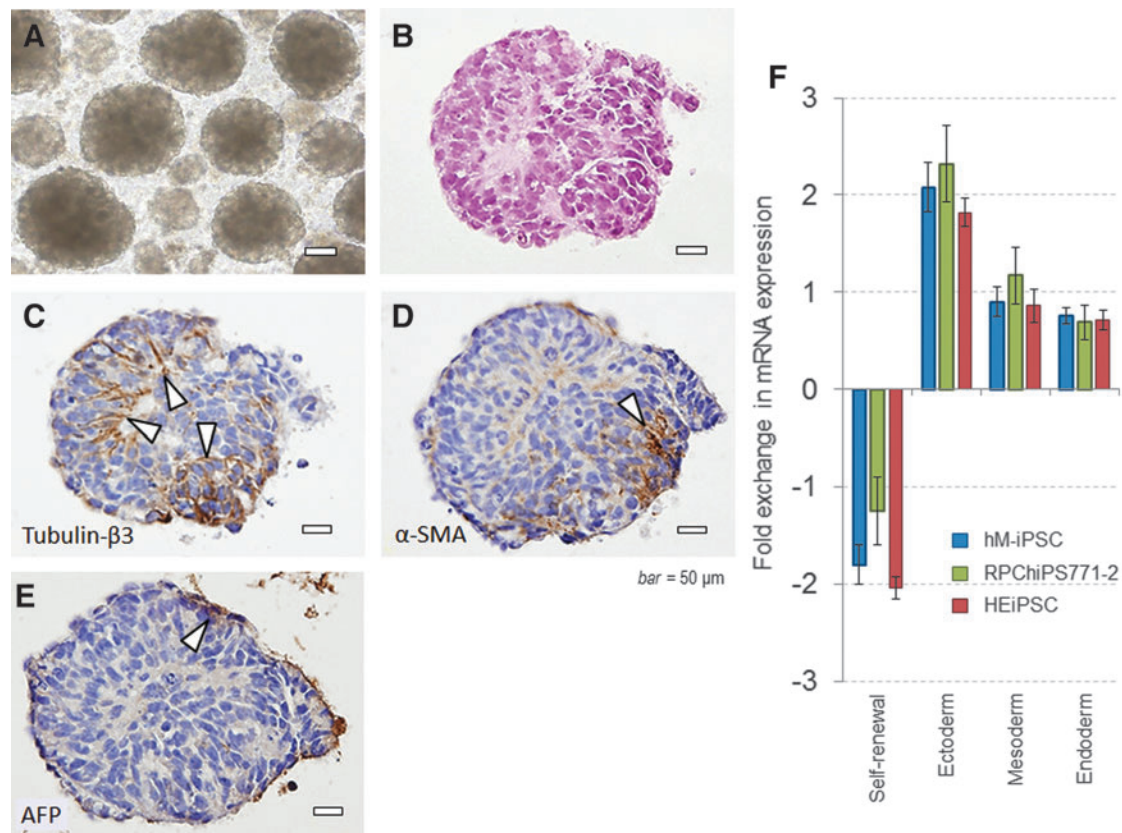 A
B
C
Tubulin-β3
D
α-SMA
bar = 50 µm
E
AFP
F
Fold exchange in mRNA expression
3
2
1
0
-1
-2
-3
hM-iPSC
RPChiPS771-2
HEiPSC
Self-renewal
Ectoderm
Mesoderm
Endoderm